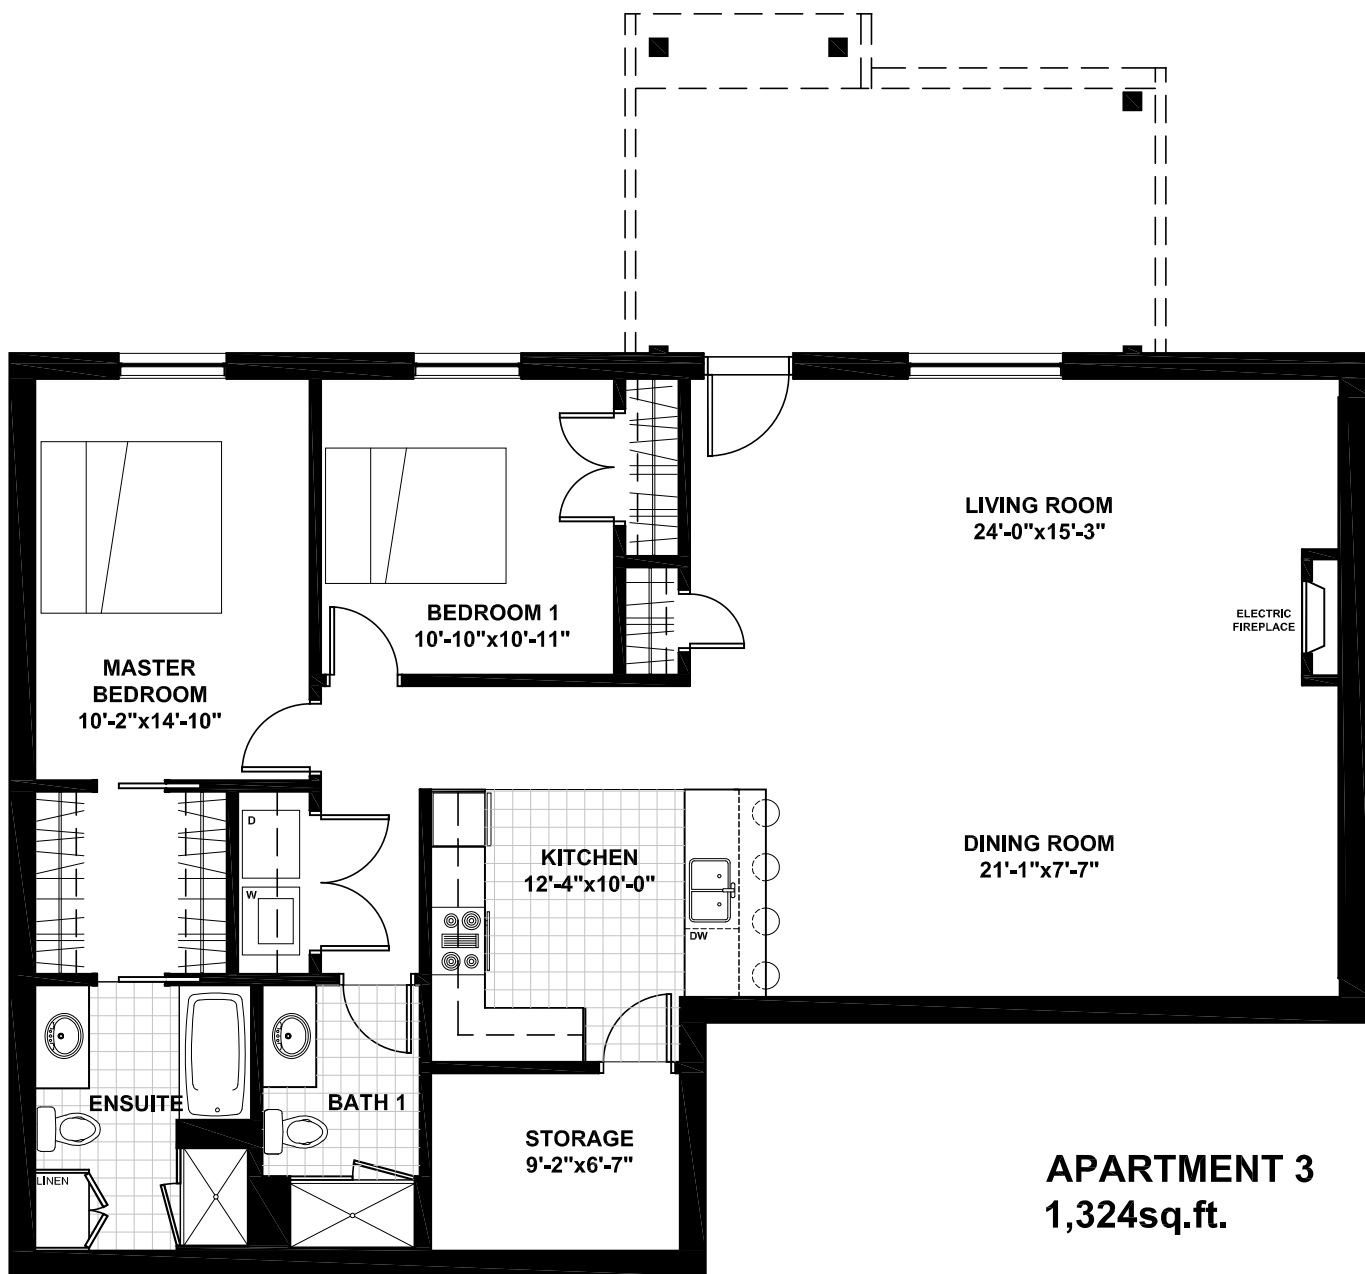 LIVING ROOM
24'-0"x15'-3"
BEDROOM 1
10'-10"x10'-11"
ELECTRIC
FIREPLACE
MASTER
BEDROOM
10'-2"x14'-10"
D
W
KITCHEN
12'-4"x10'-0"
DW
DINING ROOM
21'-1"x7'-7"
ENSUITE
BATH 1
LINEN
STORAGE
9'-2"x6'-7"
APARTMENT 3
1,324sq.ft.